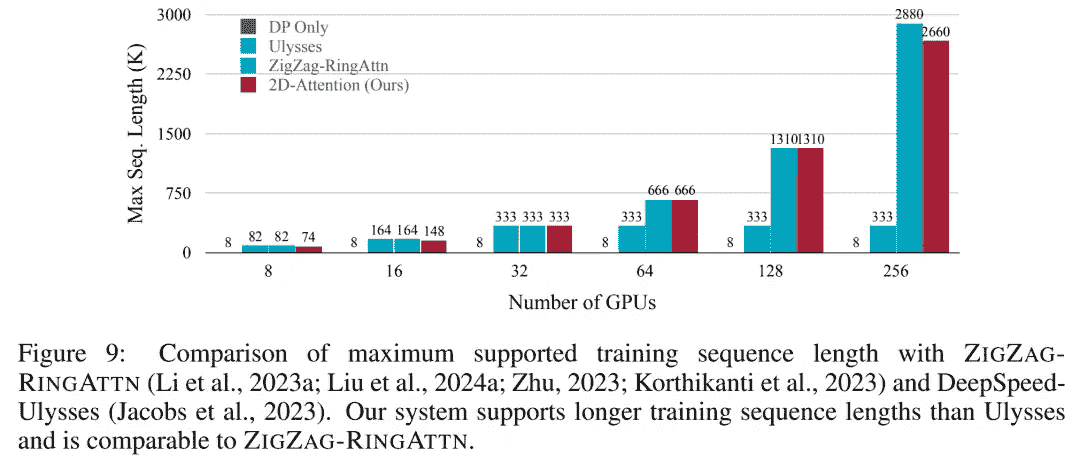 3000
2250
1500
750
0
Max Seq. Length (K)
DP Only
Ulysses
ZigZag-RingAttn
2D-Attention (Ours)
8 82 82 74
8 164 164 148
8 333 333 333
8 333 666 666
8 333 1310 1310
8 333 2880 2660
8 16 32 64 128 256
Number of GPUs
Figure 9: Comparison of maximum supported training sequence length with ZIGZAG-
RINGATTN (Li et al., 2023a; Liu et al., 2024a; Zhu, 2023; Korthikanti et al., 2023) and DeepSpeed-
Ulysses (Jacobs et al., 2023). Our system supports longer training sequence lengths than Ulysses
and is comparable to ZIGZAG-RINGATTN.